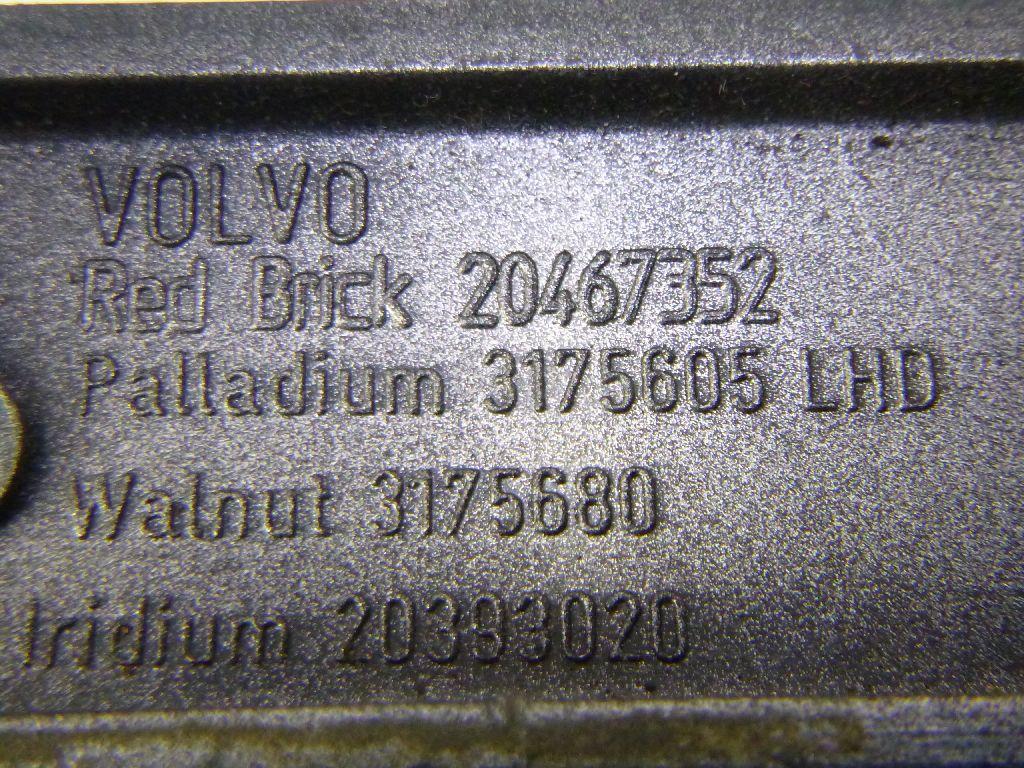 VOLVO
Red Brick 20467352
Palladium 3175605 LHD
Walnut 3175680
Iridium 20393020